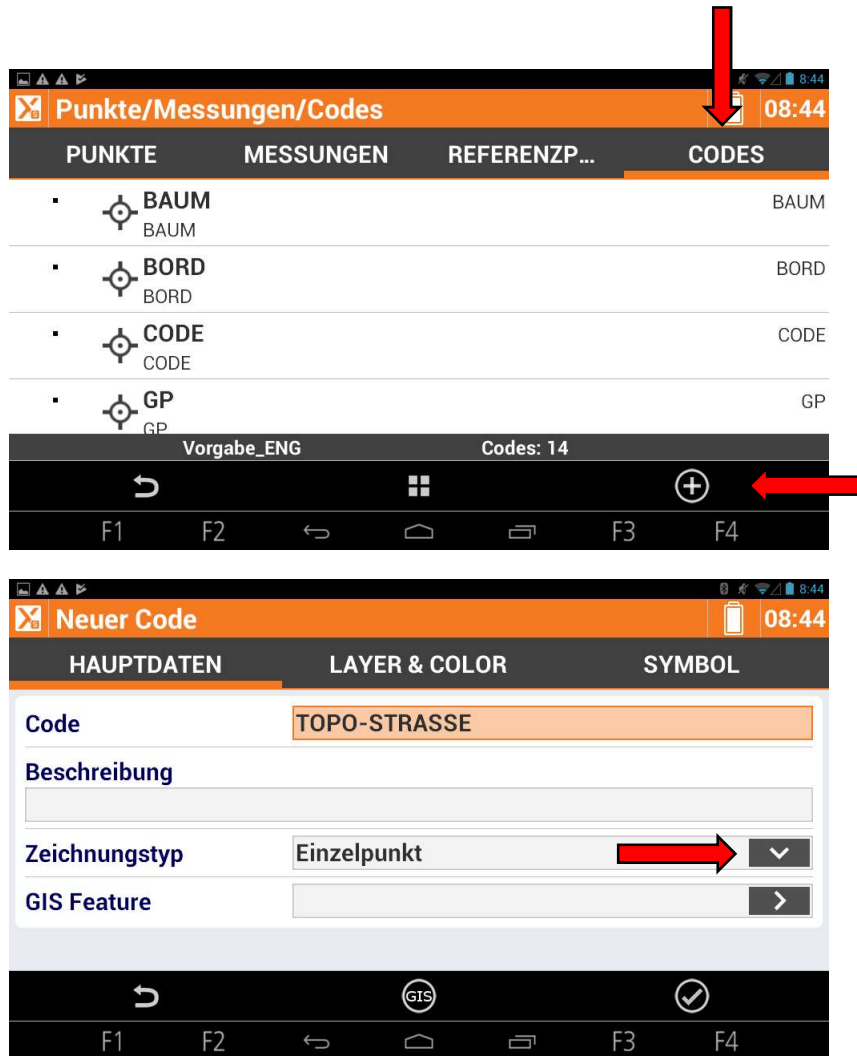 8:44
Punkte/Messungen/Codes 08:44
PUNKTE MESSUNGEN REFERENZP... CODES
BAUM BAUM
BAUM
BORD BORD
BORD
CODE CODE
CODE
GP GP
GP
Vorgabe_ENG Codes: 14
F1 F2 F3 F4
8:44
Neuer Code 08:44
HAUPTDATEN LAYER & COLOR SYMBOL
Code TOPO-STRASSE
Beschreibung
Zeichnungstyp Einzelpunkt
GIS Feature
GIS
F1 F2 F3 F4